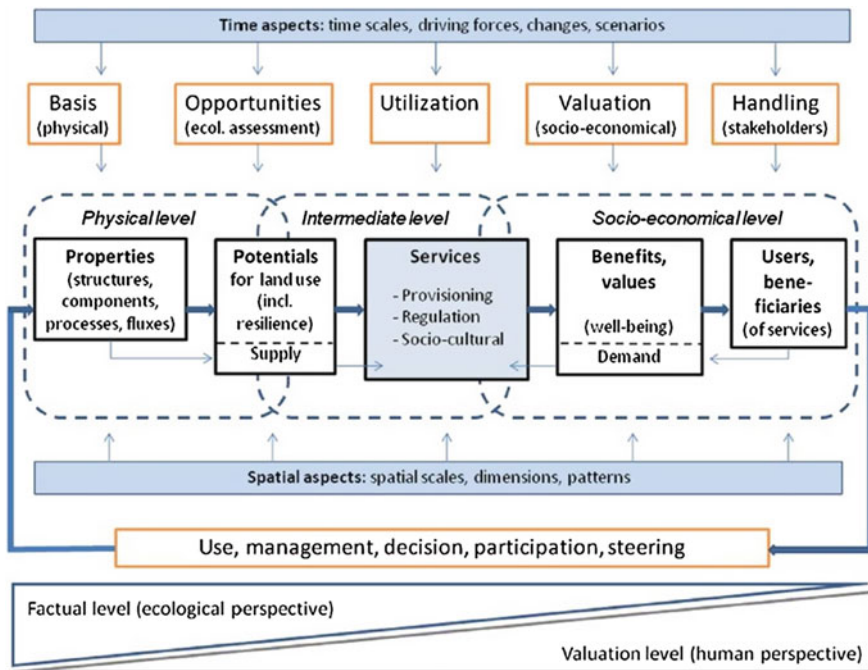 Time aspects: time scales, driving forces, changes, scenarios
Basis
(physical)
Opportunities
(ecol. assessment)
Utilization
Valuation
(socio-economical)
Handling
(stakeholders)
Physical level
Intermediate level
Socio-economical level
Properties
(structures,
components,
processes, fluxes)
Potentials
for land use
(incl.
resilience)
Supply
Services
- Provisioning
- Regulation
- Socio-cultural
Benefits,
values
(well-being)
Demand
Users,
bene-
ficiaries
(of services)
Spatial aspects: spatial scales, dimensions, patterns
Use, management, decision, participation, steering
Factual level (ecological perspective)
Valuation level (human perspective)